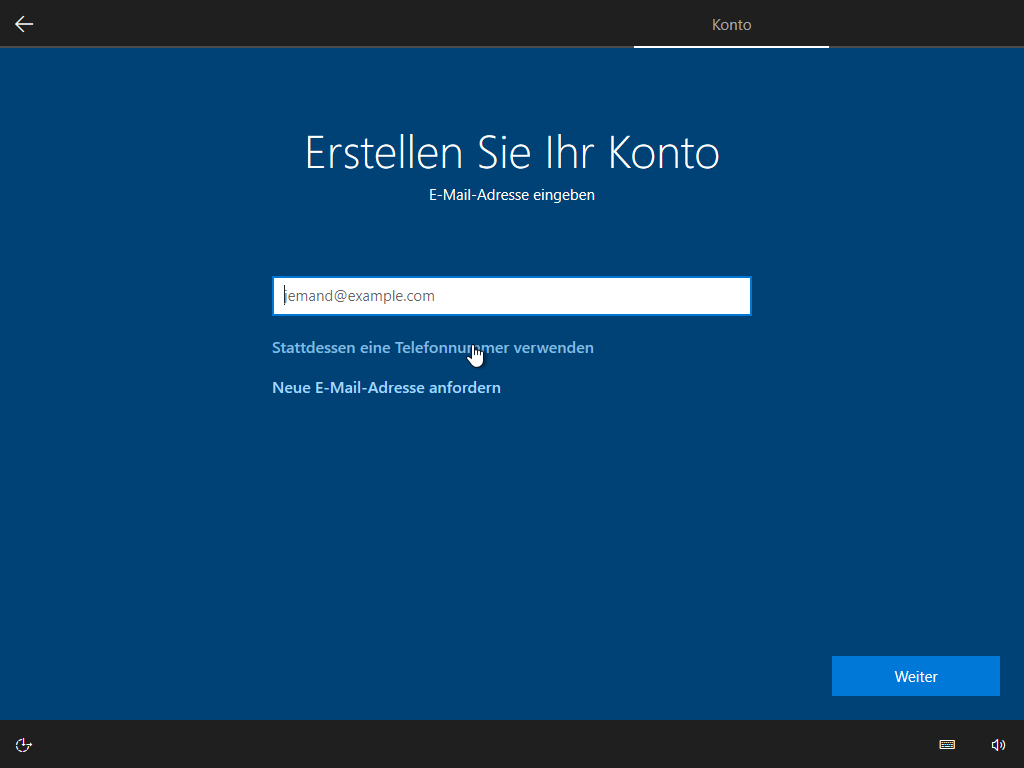 Konto
Erstellen Sie Ihr Konto
E-Mail-Adresse eingeben
jemand@example.com
Stattdessen eine Telefonnummer verwenden
Neue E-Mail-Adresse anfordern
Weiter